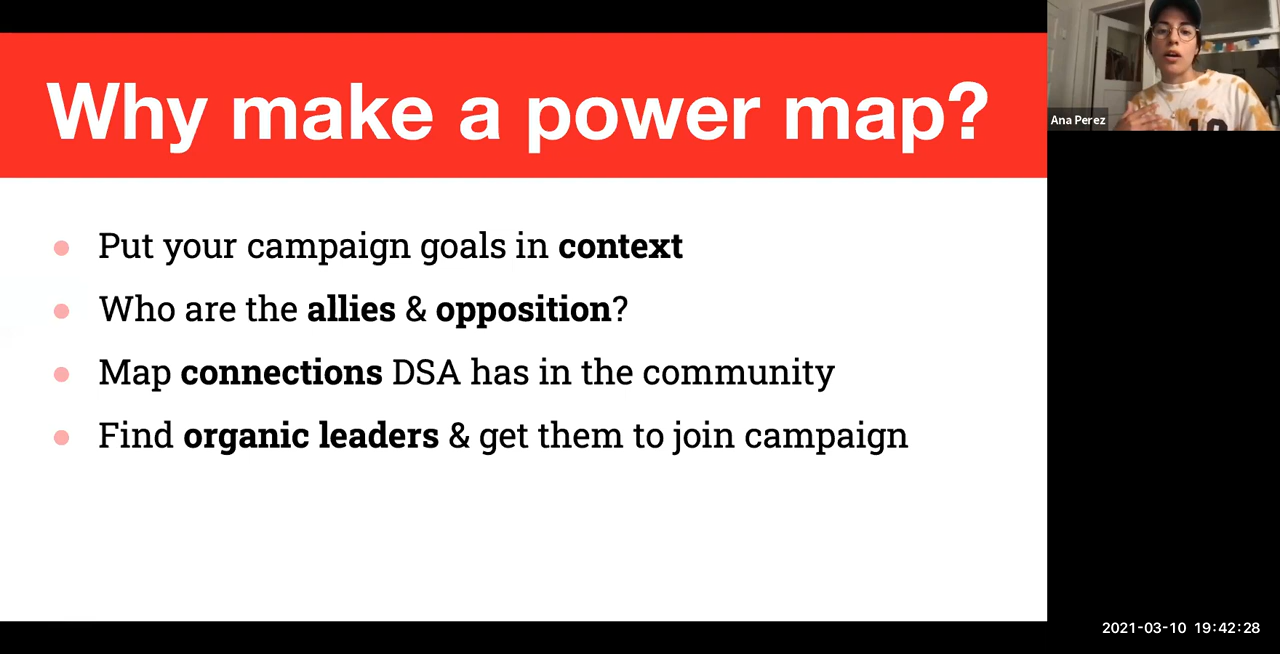 Why make a power map?
Ana Perez
Put your campaign goals in context
Who are the allies & opposition?
Map connections DSA has in the community
Find organic leaders & get them to join campaign
2021-03-10 19:42:28